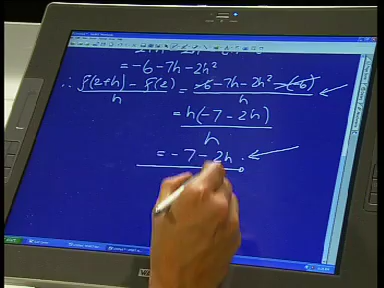 = -6 - 7h - 2h²
∴ f(2+h) - f(2) / h = -6 - 7h - 2h² - (-6) / h
= h(-7 - 2h) / h
= -7 - 2h.